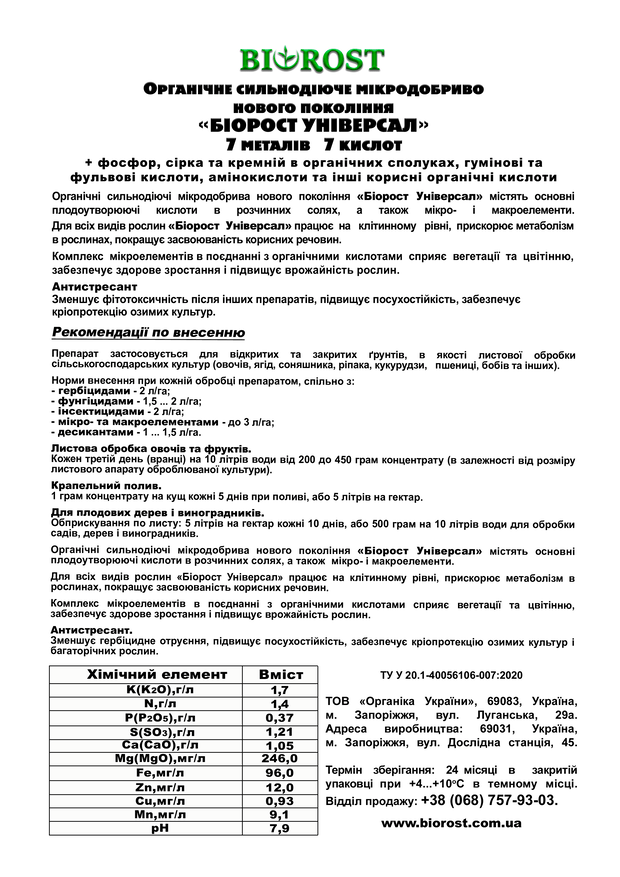 BIOROST
Органічне сильнодіюче мікродобриво
нового покоління
«БІОРОСТ УНІВЕРСАЛ»
7 металів 7 кислот
+ фосфор, сірка та кремній в органічних сполуках, гумінові та
фульвові кислоти, амінокислоти та інші корисні органічні кислоти
Органічні сильнодіючі мікродобрива нового покоління «Біорост Універсал» містять основні
плодоутворюючі кислоти в розчинних солях, а також мікро- і макроелементи.
Для всіх видів рослин «Біорост Універсал» працює на клітинному рівні, прискорює метаболізм
в рослинах, покращує засвоюваність корисних речовин.
Комплекс мікроелементів в поєднанні з органічними кислотами сприяє вегетації та цвітінню,
забезпечує здорове зростання і підвищує врожайність рослин.
Антистресант
Зменшує фітотоксичність після інших препаратів, підвищує посухостійкість, забезпечує
кріопротекцію озимих культур.
Рекомендації по внесенню
Препарат застосовується для відкритих та закритих ґрунтів, в якості листової обробки
сільськогосподарських культур (овочів, ягід, соняшника, ріпака, кукурудзи, пшениці, бобів та інших).
Норми внесення при кожній обробці препаратом, спільно з:
- гербіцидами - 2 л/га;
- фунгіцидами - 1,5 ... 2 л/га;
- інсектицидами - 2 л/га;
- мікро- та макроелементами - до 3 л/га;
- десикантами - 1 ... 1,5 л/га.
Листова обробка овочів та фруктів.
Кожен третій день (вранці) на 10 літрів води від 200 до 450 грам концентрату (в залежності від розміру
листового апарату оброблюваної культури).
Крапельний полив.
1 грам концентрату на кущ кожні 5 днів при поливі, або 5 літрів на гектар.
Для плодових дерев і виноградників.
Обприскування по листу: 5 літрів на гектар кожні 10 днів, або 500 грам на 10 літрів води для обробки
садів, дерев і виноградників.
Органічні сильнодіючі мікродобрива нового покоління «Біорост Універсал» містять основні
плодоутворюючі кислоти в розчинних солях, а також мікро- і макроелементи.
Для всіх видів рослин «Біорост Універсал» працює на клітинному рівні, прискорює метаболізм в
рослинах, покращує засвоюваність корисних речовин.
Комплекс мікроелементів в поєднанні з органічними кислотами сприяє вегетації та цвітінню,
забезпечує здорове зростання і підвищує врожайність рослин.
Антистресант.
Зменшує гербіцидне отруєння, підвищує посухостійкість, забезпечує кріопротекцію озимих культур і
багаторічних рослин.
Хімічний елемент Вміст
K(K2O),г/л 1,7
N,г/л 1,4
P(P2O5),г/л 0,37
S(SO3),г/л 1,21
Ca(CaO),г/л 1,05
Mg(MgO),мг/л 246,0
Fe,мг/л 96,0
Zn,мг/л 12,0
Cu,мг/л 0,93
Mn,мг/л 9,1
pH 7,9
ТУ У 20.1-40056106-007:2020
ТОВ «Органіка України», 69083, Україна,
м. Запоріжжя, вул. Луганська, 29а.
Адреса виробництва: 69031, Україна,
м. Запоріжжя, вул. Дослідна станція, 45.
Термін зберігання: 24 місяці в закритій
упаковці при +4...+10°С в темному місці.
Відділ продажу: +38 (068) 757-93-03.
www.biorost.com.ua